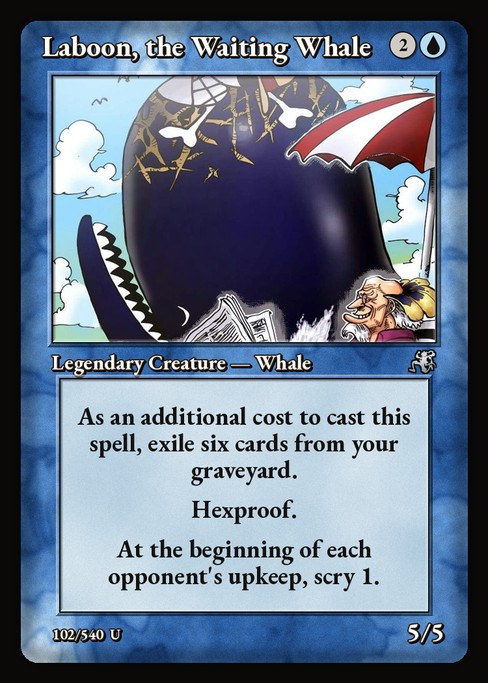 Laboon, the Waiting Whale 2
Legendary Creature — Whale
As an additional cost to cast this
spell, exile six cards from your
graveyard.
Hexproof.
At the beginning of each
opponent's upkeep, scry 1.
102/540 U
5/5